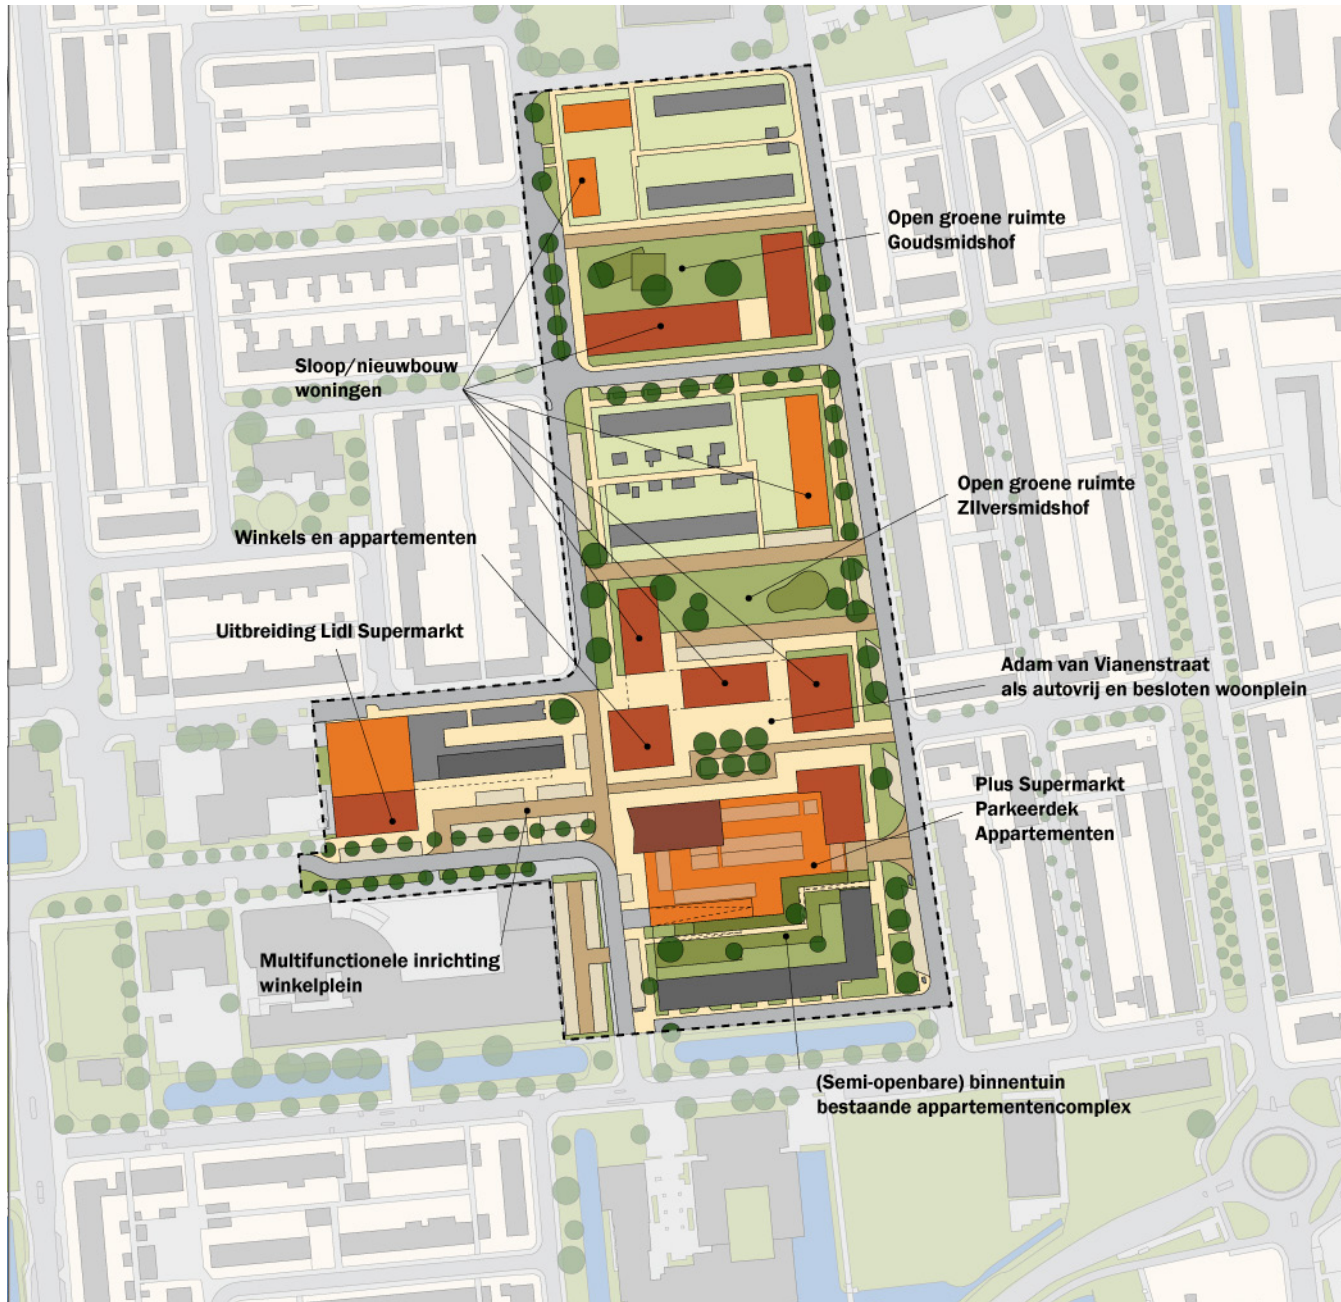 Open groene ruimte
Goudsmidshof
Sloop/nieuwbouw
woningen
Open groene ruimte
ZIlversmidshof
Winkels en appartementen
Uitbreiding Lidl Supermarkt
Adam van Vianenstraat
als autovrij en besloten woonplein
Plus Supermarkt
Parkeerdek
Appartementen
Multifunctionele inrichting
winkelplein
(Semi-openbare) binnentuin
bestaande appartementencomplex